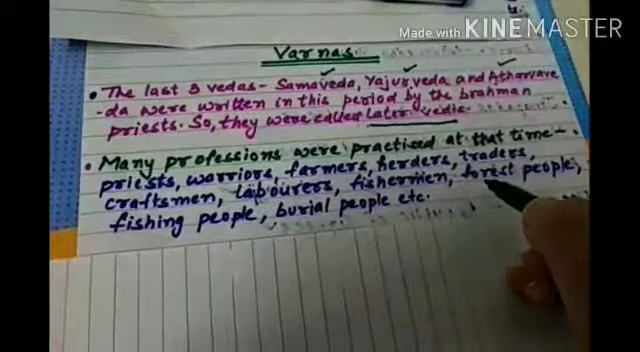 Made with KINEMASTER
Varnas
• The last 3 vedas - Samaveda, Yajurveda and Atharvave
-da were written in this period by the brahman
priests. So, they were called later vedic.
• Many professions were practised at that time-
priests, warriors, farmers, herders, traders,
craftsmen, labourers, fishermen, forest people,
fishing people, burial people etc.